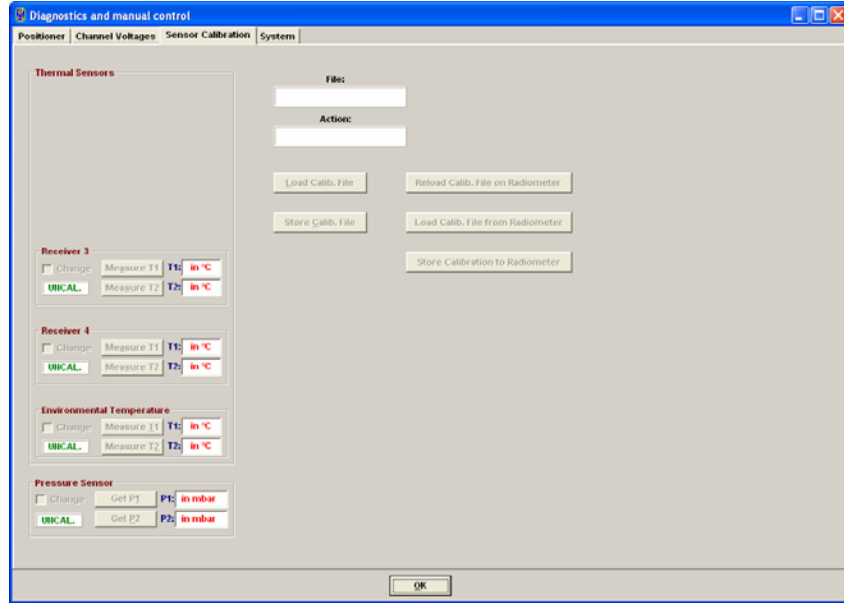 Diagnostics and manual control
Positioner Channel Voltages Sensor Calibration System
Thermal Sensors
File:
Action:
Load Calib. File Reload Calib. File on Radiometer
Store Calib. File Load Calib. File from Radiometer
Store Calibration to Radiometer
Receiver 3
Change Measure T1 T1: in °C
UNCAL. Measure T2 T2: in °C
Receiver 4
Change Measure T1 T1: in °C
UNCAL. Measure T2 T2: in °C
Environmental Temperature
Change Measure T1 T1: in °C
UNCAL. Measure T2 T2: in °C
Pressure Sensor
Change Get P1 P1: in mbar
UNCAL. Get P2 P2: in mbar
OK